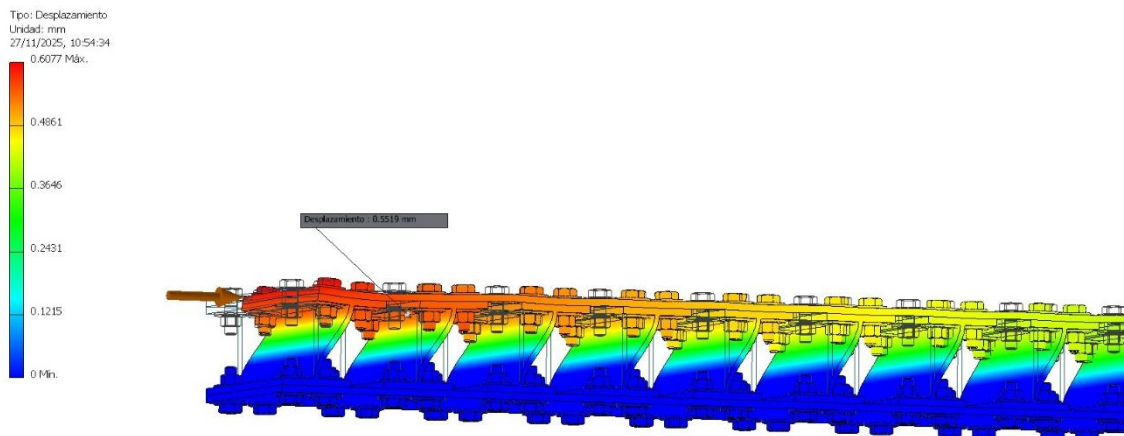 Tipo: Desplazamiento
Unidad: mm
27/11/2025, 10:54:34
0.6077 Máx.
0.4861
0.3646
0.2431
0.1215
0 Mín.
Desplazamiento : 0.5519 mm